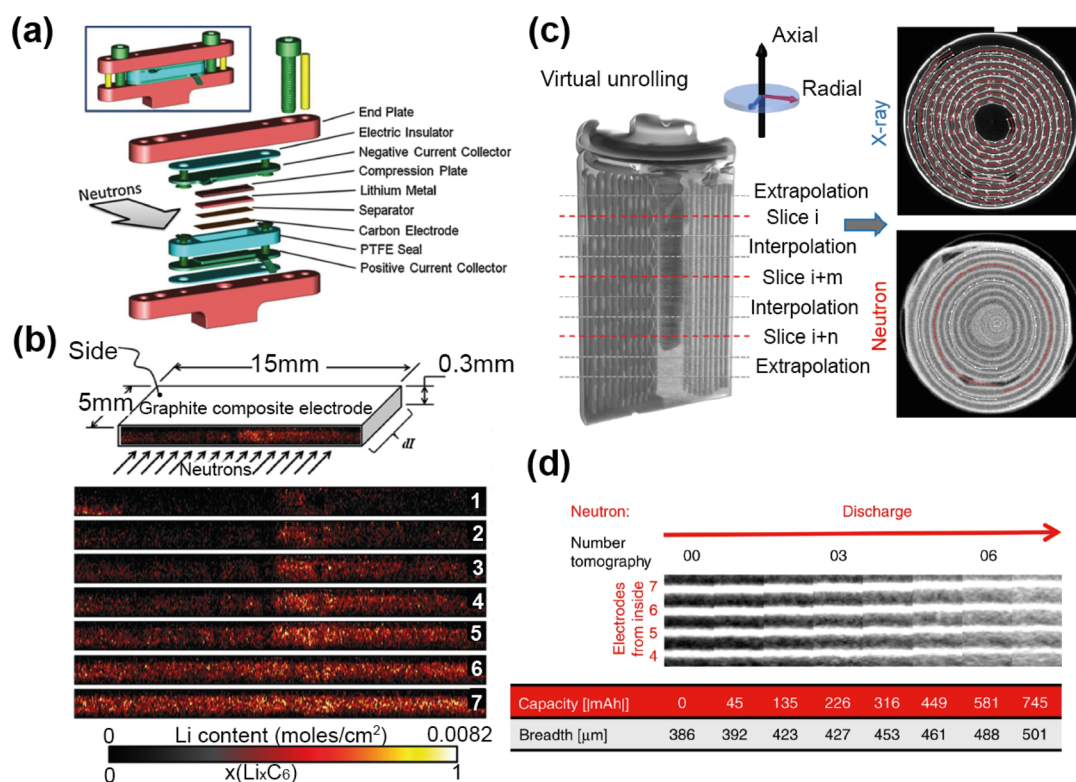 (a)
End Plate
Electric Insulator
Negative Current Collector
Compression Plate
Lithium Metal
Separator
Carbon Electrode
PTFE Seal
Positive Current Collector
Neutrons
(b)
Side
15mm
0.3mm
5mm
Graphite composite electrode
dl
Neutrons
1
2
3
4
5
6
7
0 Li content (moles/cm²) 0.0082
0 x(LiₓC₆) 1
(c)
Virtual unrolling
Axial
Radial
Extrapolation
Slice i
Interpolation
Slice i+m
Interpolation
Slice i+n
Extrapolation
X-ray
Neutron
(d)
Neutron: Discharge
Number
tomography
00 03 06
Electrodes
from inside
7
6
5
4
Capacity [|mAh|] 0 45 135 226 316 449 581 745
Breadth [μm] 386 392 423 427 453 461 488 501